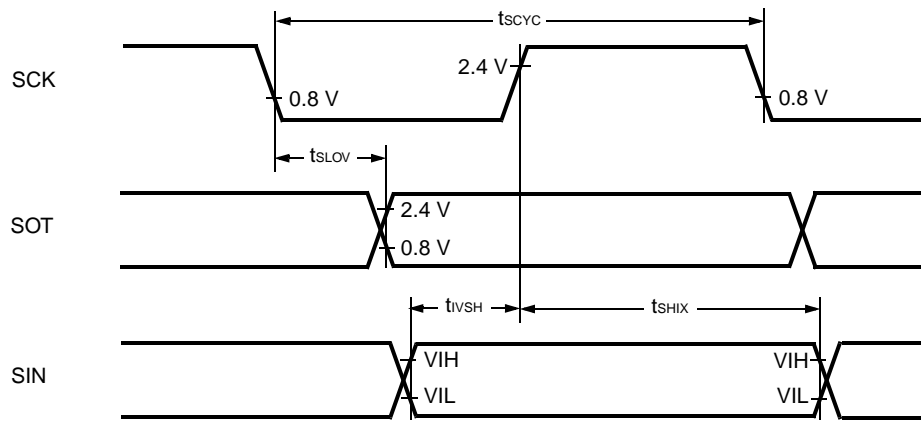 tSCYC
SCK
2.4 V
0.8 V
0.8 V
tSLOV
SOT
2.4 V
0.8 V
tIVSH
tSHIX
SIN
VIH
VIH
VIL
VIL